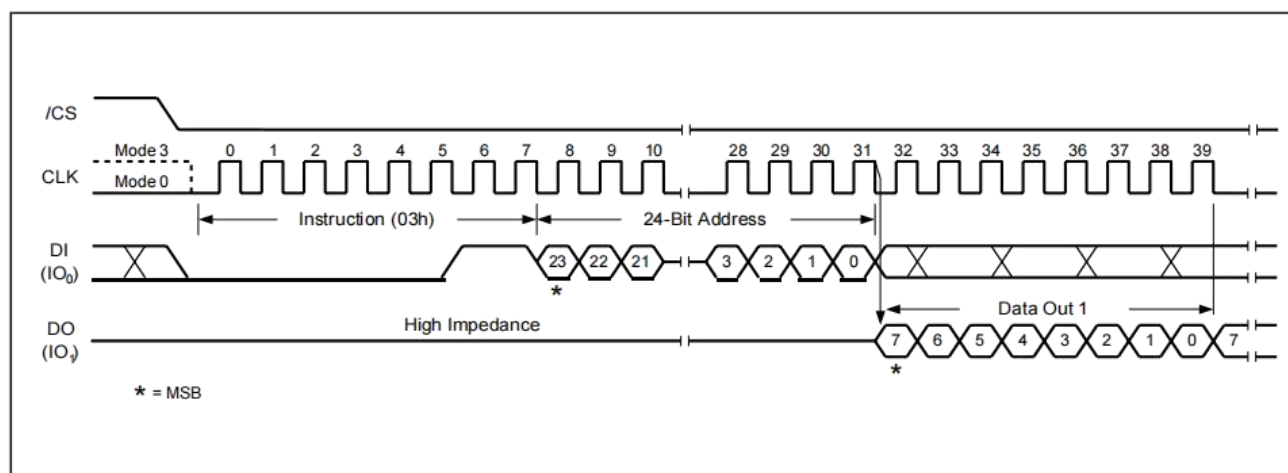 /CS
Mode 3 0 1 2 3 4 5 6 7 8 9 10 28 29 30 31 32 33 34 35 36 37 38 39
CLK Mode 0
Instruction (03h) 24-Bit Address
DI
(IO₀) 23 22 21 3 2 1 0
*
Data Out 1
High Impedance
DO
(IO₁) 7 6 5 4 3 2 1 0 7
*
* = MSB